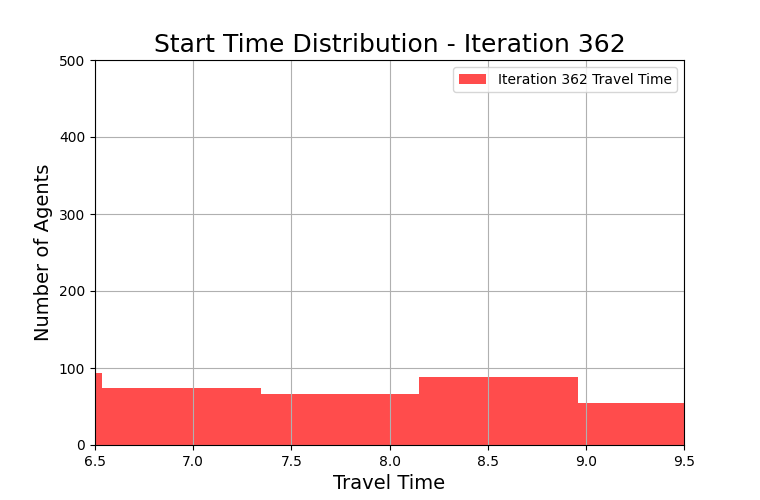 Start Time Distribution - Iteration 362
Iteration 362 Travel Time
Number of Agents
500
400
300
200
100
0
6.5 7.0 7.5 8.0 8.5 9.0 9.5
Travel Time